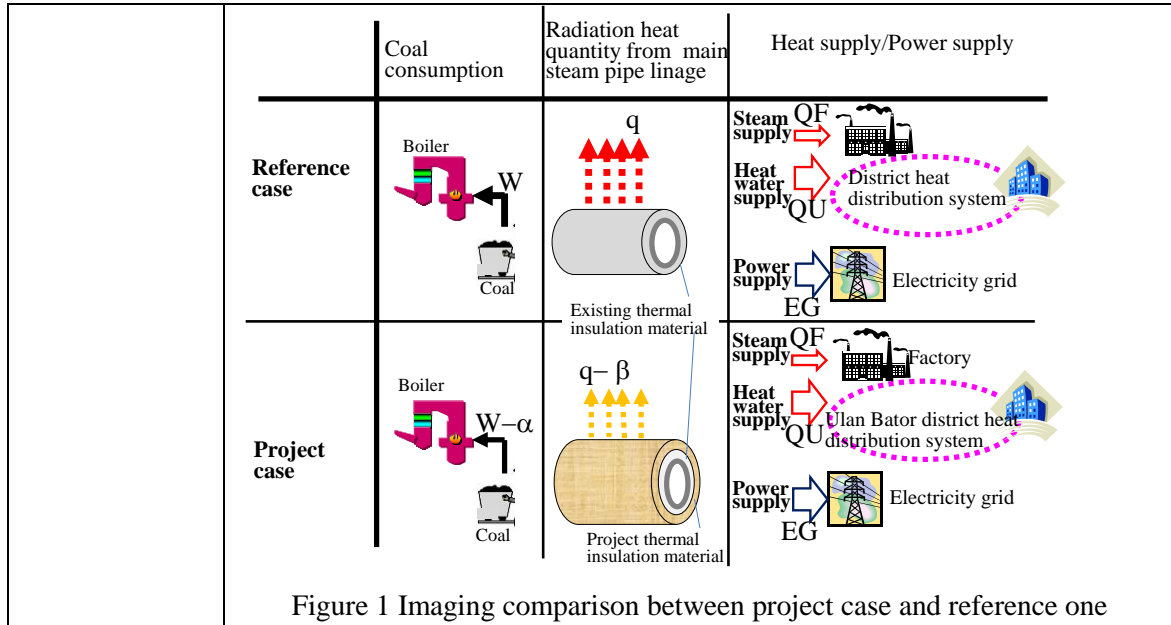 Coal
consumption
Radiation heat
quantity from main
steam pipe linage
Heat supply/Power supply
Reference
case
Boiler
W
Coal
q
Existing thermal
insulation material
Steam
supply
QF
Heat
water
supply
QU
District heat
distribution system
Power
supply
EG
Electricity grid
Project
case
Boiler
W−α
Coal
q− β
Project thermal
insulation material
Steam
supply
QF
Factory
Heat
water
supply
QU
Ulan Bator district heat
distribution system
Power
supply
EG
Electricity grid
Figure 1 Imaging comparison between project case and reference one